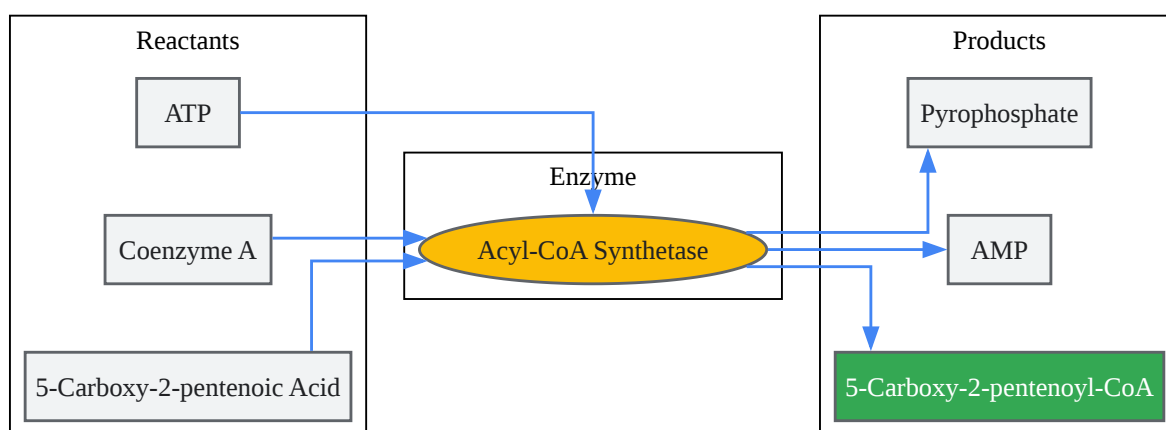 Reactants
ATP
Coenzyme A
5-Carboxy-2-pentenoic Acid
Enzyme
Acyl-CoA Synthetase
Products
Pyrophosphate
AMP
5-Carboxy-2-pentenoyl-CoA